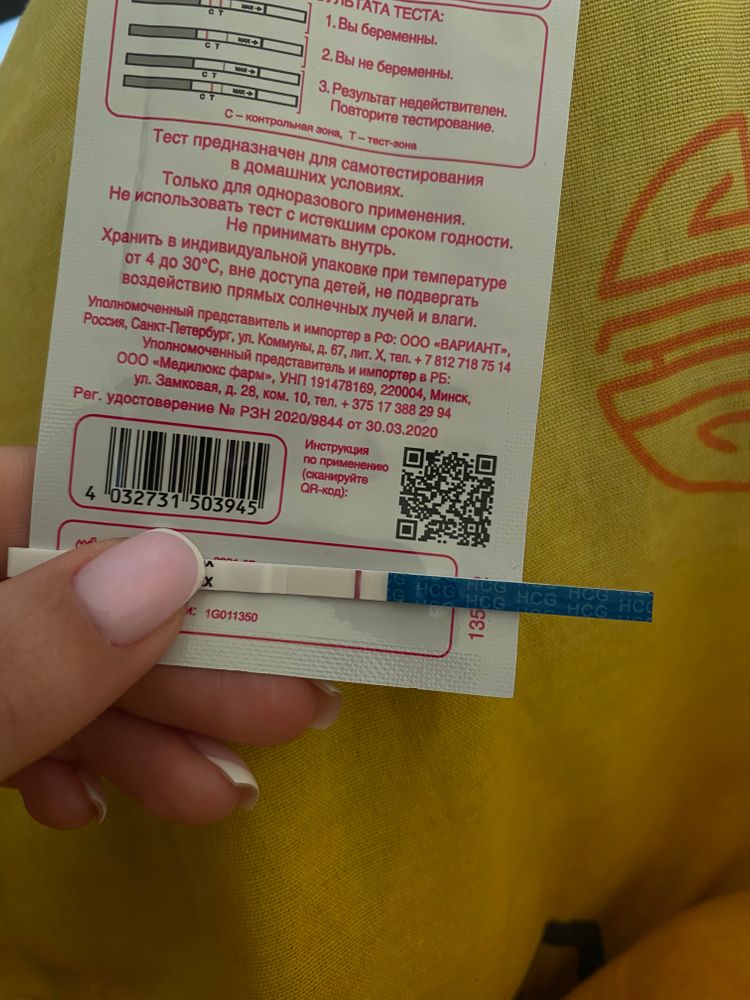 УЛЬТАТА ТЕСТА:
C T MAX
1. Вы беременны.
C T MAX
2. Вы не беременны.
C T MAX
3. Результат недействителен.
Повторите тестирование.
C T MAX
C – контрольная зона, T – тест-зона
Тест предназначен для самотестирования
в домашних условиях.
Только для одноразового применения.
Не использовать тест с истекшим сроком годности.
Не принимать внутрь.
Хранить в индивидуальной упаковке при температуре
от 4 до 30°C, вне доступа детей, не подвергать
воздействию прямых солнечных лучей и влаги.
Уполномоченный представитель и импортер в РФ: ООО «ВАРИАНТ»,
Россия, Санкт-Петербург, ул. Коммуны, д. 67, лит. Х, тел. + 7 812 718 75 14
Уполномоченный представитель и импортер в РБ:
ООО «Медилюкс фарм», УНП 191478169, 220004, Минск,
ул. Замковая, д. 28, ком. 10, тел. + 375 17 388 29 94
Рег. удостоверение № РЗН 2020/9844 от 30.03.2020
4 032731 503945
Инструкция
по применению
(сканируйте
QR-код):
HCG HCG HCG HCG
HCG HCG HCG
1G011350
135